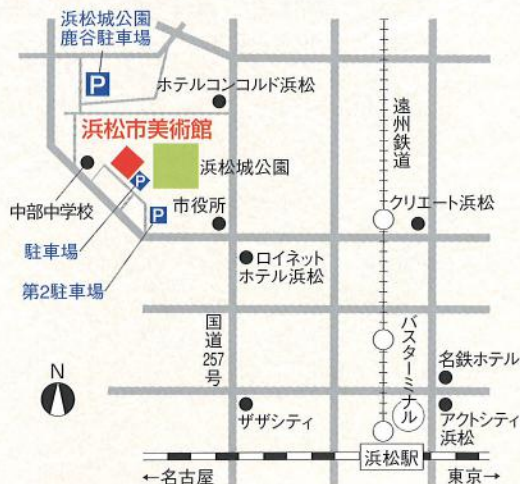 浜松城公園
鹿谷駐車場
P
ホテルコンコルド浜松
遠州鉄道
浜松市美術館
浜松城公園
P
中部中学校
市役所
クリエート浜松
P
駐車場
第2駐車場
ロイネット
ホテル浜松
国道257号
バスターミナル
名鉄ホテル
N
ザザシティ
アクトシティ
浜松
浜松駅
←名古屋
東京→